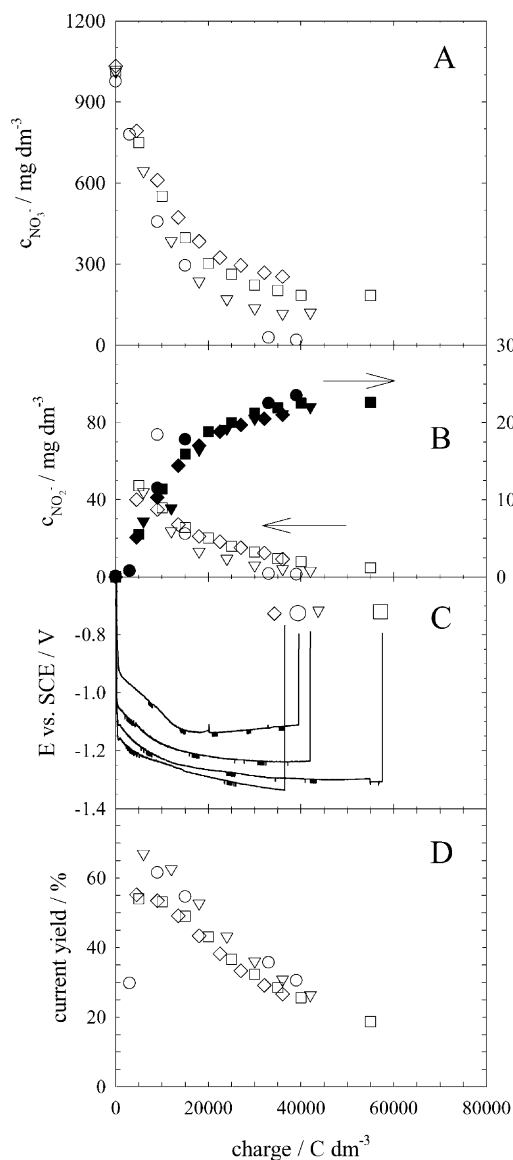 1200
A
900
c NO₃⁻ / mg dm⁻³
600
300
0
30
B
80
20
c NO₂⁻ / mg dm⁻³
40
10
0
0
C
-0.8
E vs. SCE / V
-1.0
-1.2
-1.4
D
60
current yield / %
40
20
0
0 20000 40000 60000 80000
charge / C dm⁻³